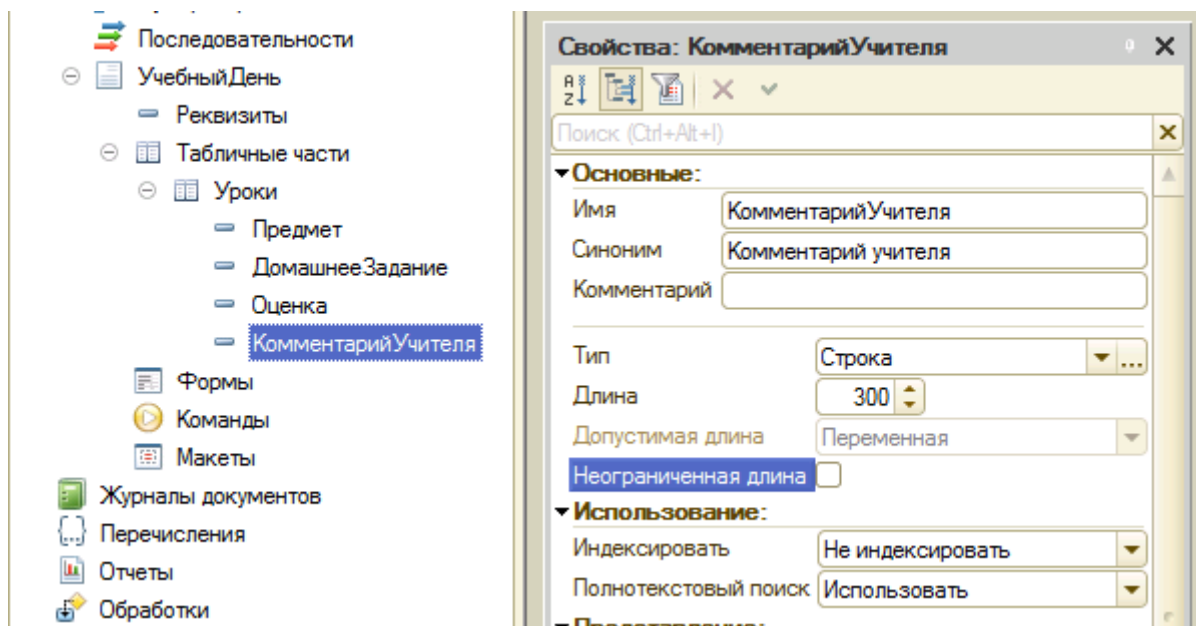 Последовательности
УчебныйДень
Реквизиты
Табличные части
Уроки
Предмет
ДомашнееЗадание
Оценка
КомментарийУчителя
Формы
Команды
Макеты
Журналы документов
Перечисления
Отчеты
Обработки
Свойства: КомментарийУчителя
Поиск (Ctrl+Alt+I)
Основные:
Имя КомментарийУчителя
Синоним Комментарий учителя
Комментарий
Тип Строка
Длина 300
Допустимая длина Переменная
Неограниченная длина
Использование:
Индексировать Не индексировать
Полнотекстовый поиск Использовать